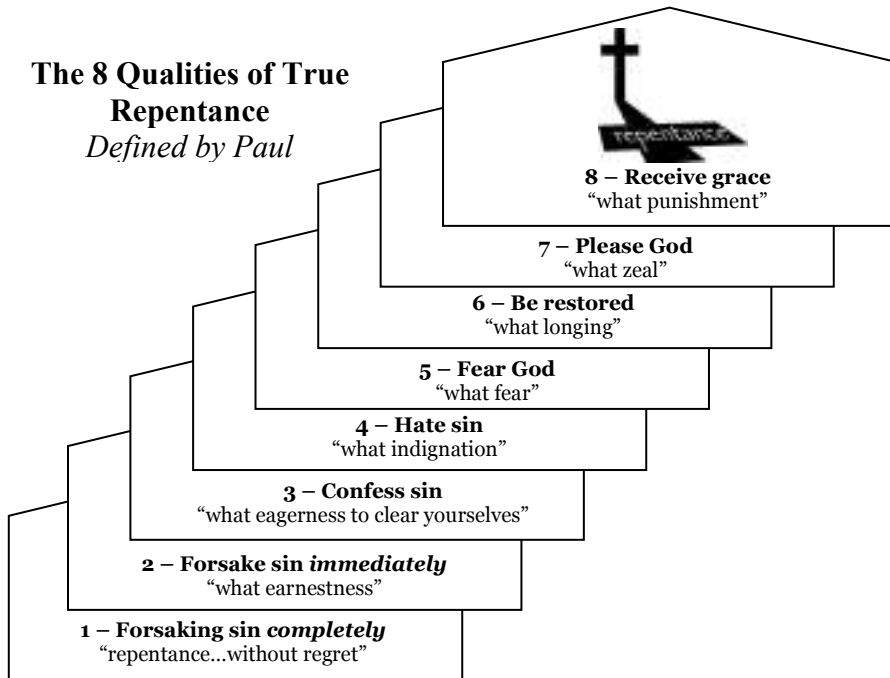 The 8 Qualities of True
Repentance
Defined by Paul
repentance
8 – Receive grace
“what punishment”
7 – Please God
“what zeal”
6 – Be restored
“what longing”
5 – Fear God
“what fear”
4 – Hate sin
“what indignation”
3 – Confess sin
“what eagerness to clear yourselves”
2 – Forsake sin immediately
“what earnestness”
1 – Forsaking sin completely
“repentance...without regret”